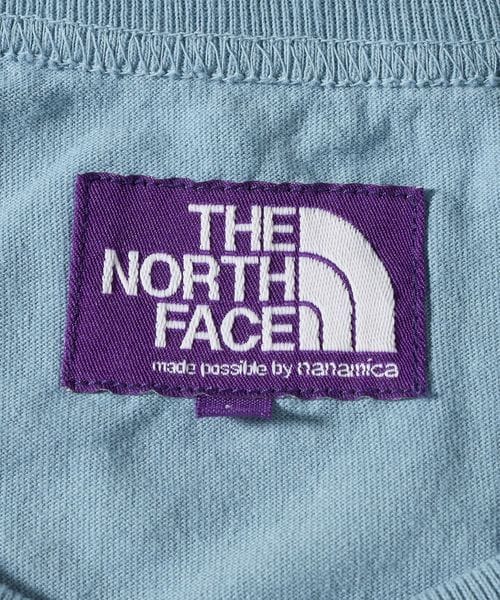 THE
NORTH
FACE
made possible by nanamica